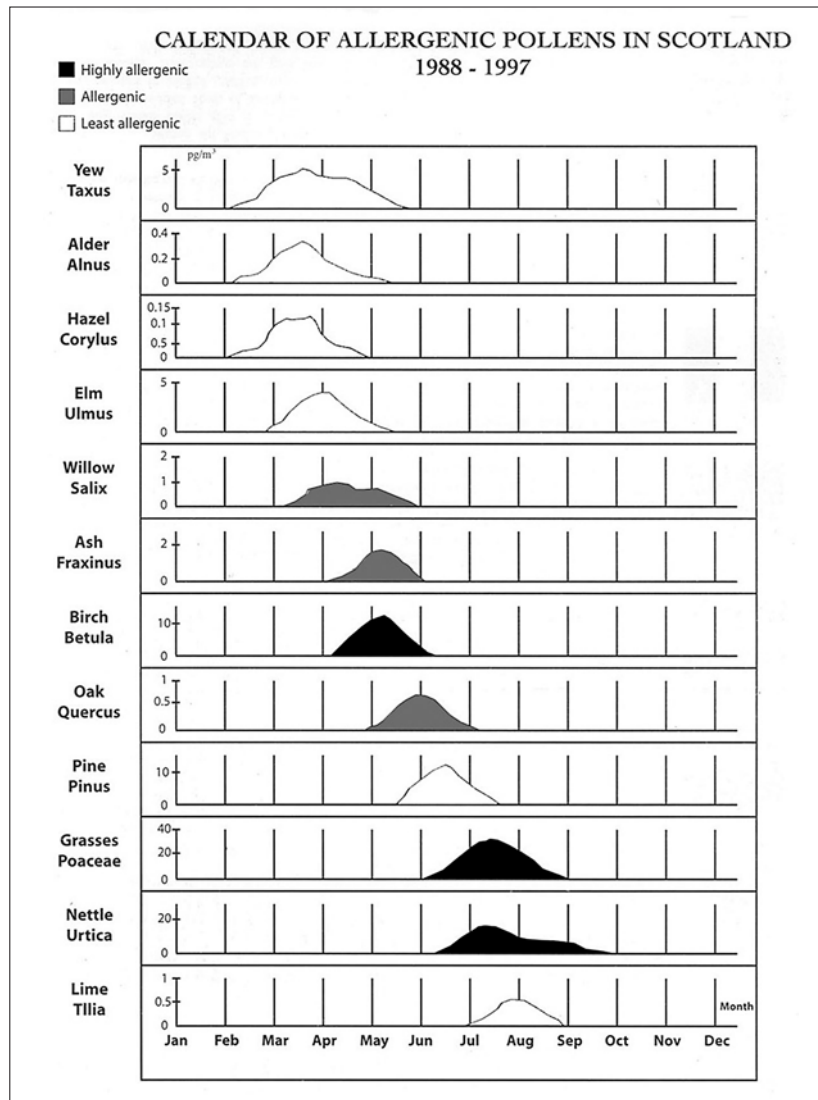 CALENDAR OF ALLERGENIC POLLENS IN SCOTLAND
1988 - 1997
Highly allergenic
Allergenic
Least allergenic
pg/m³
Yew
Taxus
5
0
Alder
Alnus
0.4
0.2
0
Hazel
Corylus
0.15
0.1
0.5
0
Elm
Ulmus
5
0
Willow
Salix
2
1
0
Ash
Fraxinus
2
0
Birch
Betula
10
0
Oak
Quercus
1
0.5
0
Pine
Pinus
10
0
Grasses
Poaceae
40
20
0
Nettle
Urtica
20
0
Lime
Tllia
1
0.5
0
Month
Jan Feb Mar Apr May Jun Jul Aug Sep Oct Nov Dec